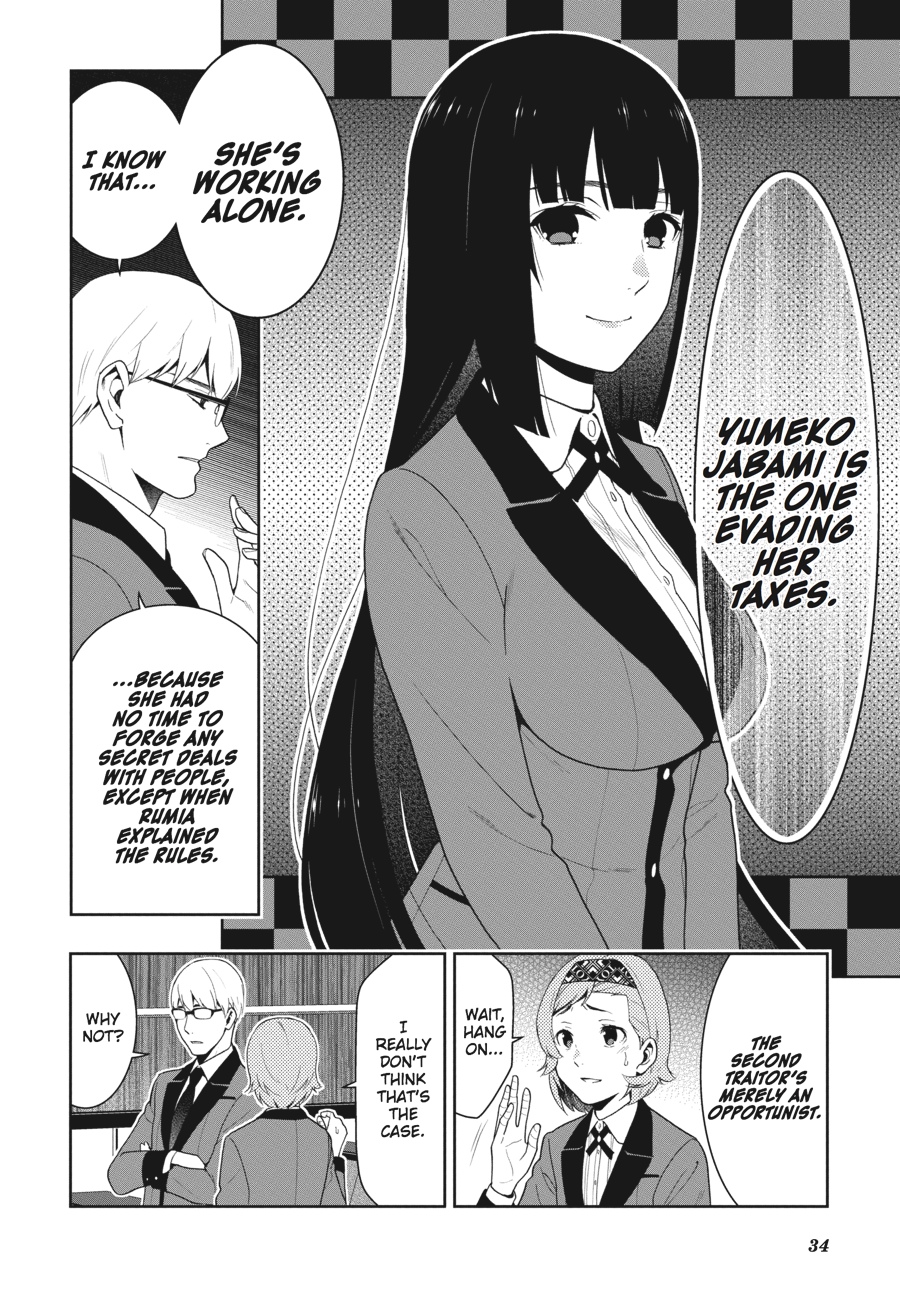 YUMEKO
JABAMI IS
THE ONE
EVADING
HER
TAXES.
SHE'S
WORKING
ALONE.
I KNOW
THAT...
...BECAUSE
SHE HAD
NO TIME TO
FORGE ANY
SECRET DEALS
WITH PEOPLE,
EXCEPT WHEN
RUMIA
EXPLAINED
THE RULES.
THE
SECOND
TRAITOR'S
MERELY AN
OPPORTUNIST.
WAIT,
HANG
ON...
I
REALLY
DON'T
THINK
THAT'S
THE
CASE.
WHY
NOT?
34